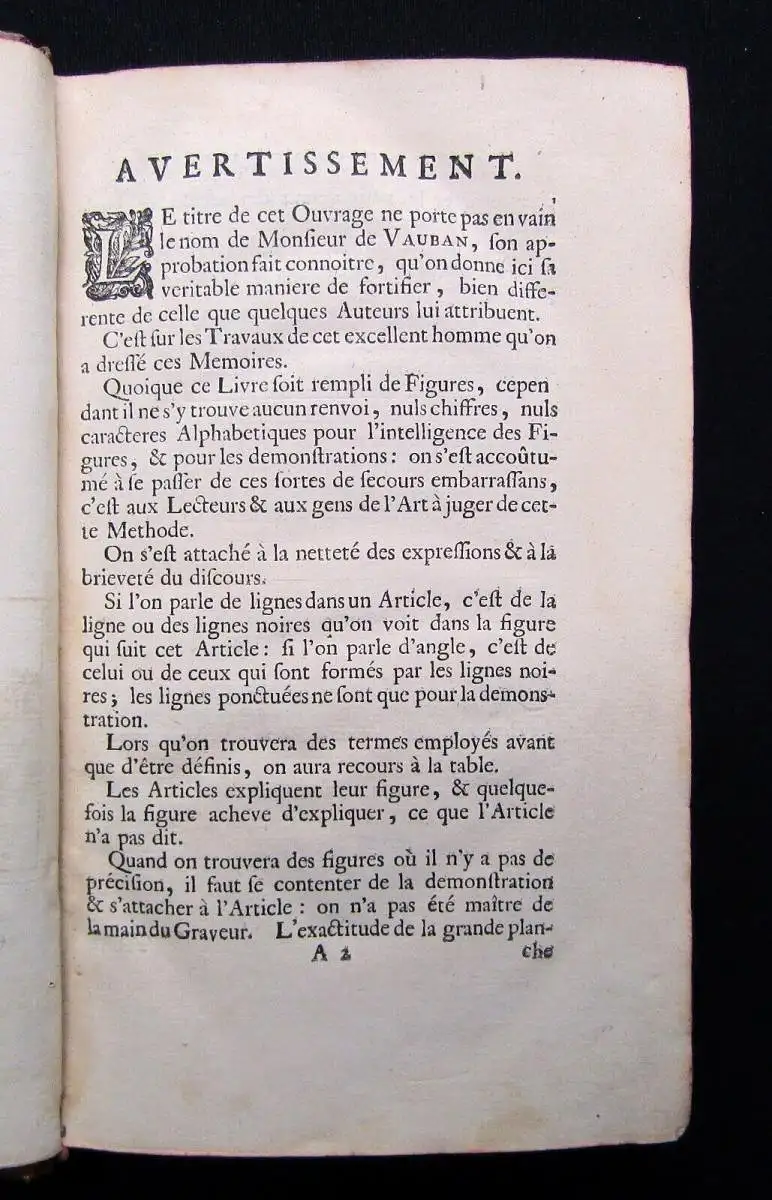 AVERTISSEMENT.
LE titre de cet Ouvrage ne porte pas en vain
le nom de Monſieur de VAUBAN, ſon ap-
probation fait connoitre, qu'on donne ici ſa
veritable maniere de fortifier, bien diffe-
rente de celle que quelques Auteurs lui attribuent.
C'eſt ſur les Travaux de cet excellent homme qu'on
a dreſſé ces Memoires.
Quoique ce Livre ſoit rempli de Figures, cepen
dant il ne s'y trouve aucun renvoi, nuls chiffres, nuls
caracteres Alphabetiques pour l'intelligence des Fi-
gures, & pour les demonſtrations: on s'eſt accoûtu-
mé à ſe paſſer de ces ſortes de ſecours embarraſſans,
c'eſt aux Lecteurs & aux gens de l'Art à juger de cet-
te Methode.
On s'eſt attaché à la netteté des expreſſions & à la
brieveté du diſcours.
Si l'on parle de lignes dans un Article, c'eſt de la
ligne ou des lignes noires qu'on voit dans la figure
qui ſuit cet Article: ſi l'on parle d'angle, c'eſt de
celui ou de ceux qui ſont formés par les lignes noi-
res; les lignes ponctuées ne ſont que pour la demons-
tration.
Lors qu'on trouvera des termes employés avant
que d'être définis, on aura recours à la table.
Les Articles expliquent leur figure, & quelque-
fois la figure acheve d'expliquer, ce que l'Article
n'a pas dit.
Quand on trouvera des figures où il n'y a pas de
préciſion, il faut ſe contenter de la demonſtration
& s'attacher à l'Article: on n'a pas été maître de
la main du Graveur. L'exactitude de la grande plan-
A 2 che